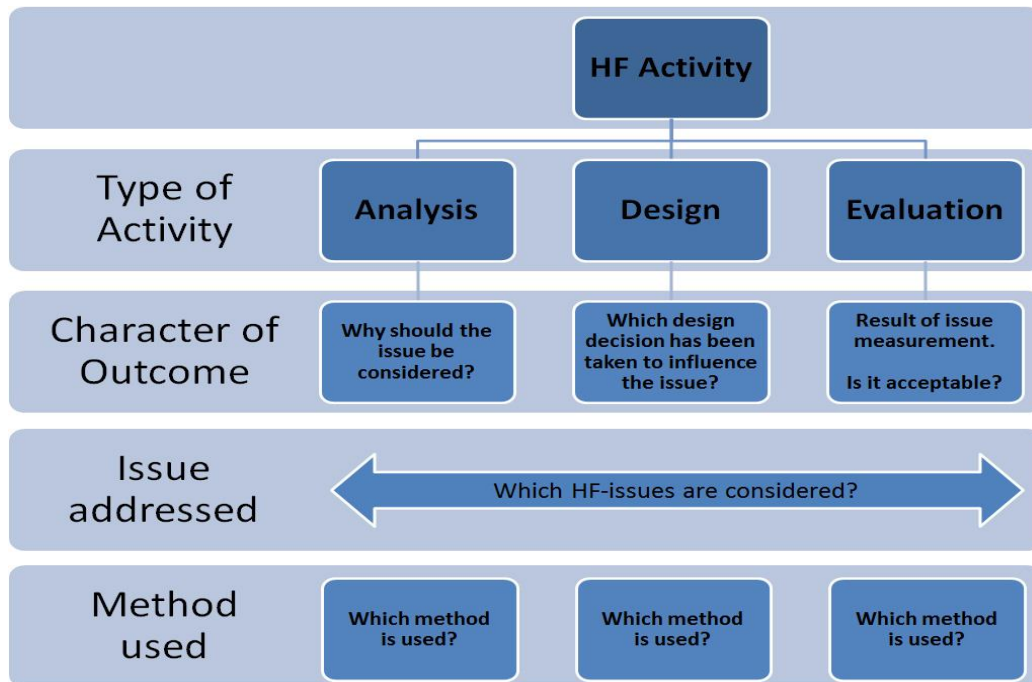 HF Activity
Type of
Activity
Analysis
Design
Evaluation
Character of
Outcome
Why should the
issue be
considered?
Which design
decision has been
taken to influence
the issue?
Result of issue
measurement.
Is it acceptable?
Issue
addressed
Which HF-issues are considered?
Method
used
Which method
is used?
Which method
is used?
Which method
is used?